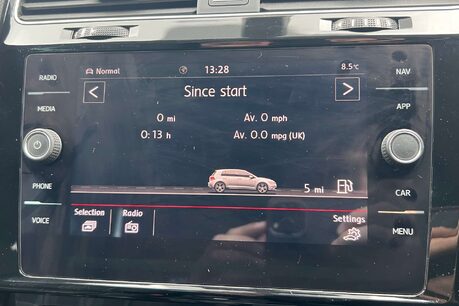 RADIO
MEDIA
PHONE
VOICE
Normal 13:28 8.5°C
Since start
0 mi Av. 0 mph
0:13 h Av. 0.0 mpg (UK)
5 mi
Selection Radio Settings
NAV
APP
CAR
MENU